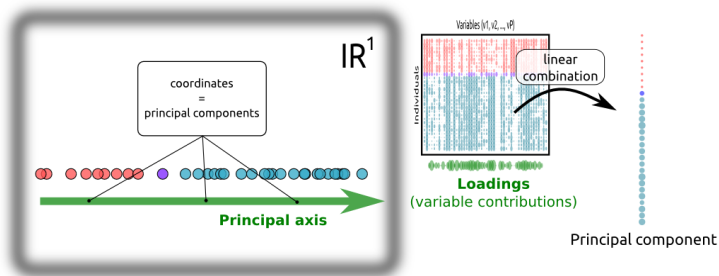 IR¹
coordinates
=
principal components
Principal axis
Variables (v1, v2, ..., vP)
Individuals
linear
combination
Loadings
(variable contributions)
Principal component